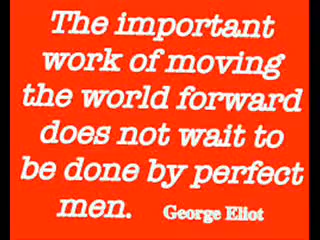 The important
work of moving
the world forward
does not wait to
be done by perfect
men. George Eliot